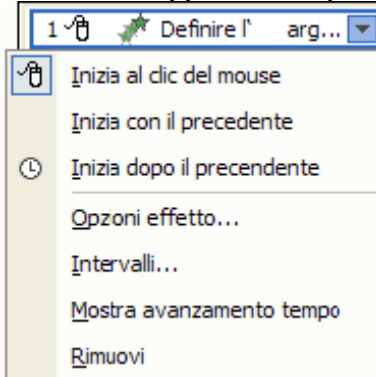 1 Definire l' arg...
Inizia al clic del mouse
Inizia con il precedente
Inizia dopo il precendente
Opzoni effetto...
Intervalli...
Mostra avanzamento tempo
Rimuovi